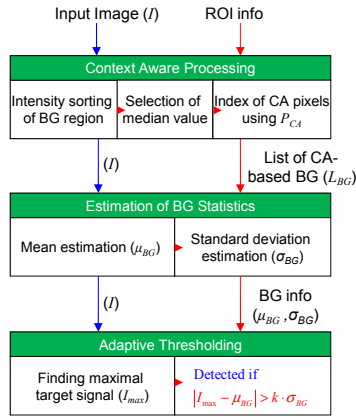 Input Image (I)
ROI info
Context Aware Processing
Intensity sorting
of BG region
Selection of
median value
Index of CA pixels
using P_CA
(I)
List of CA-
based BG (L_BG)
Estimation of BG Statistics
Mean estimation (μ_BG)
Standard deviation
estimation (σ_BG)
(I)
BG info
(μ_BG ,σ_BG)
Adaptive Thresholding
Finding maximal
target signal (I_max)
Detected if
|I_max − μ_BG| > k · σ_BG